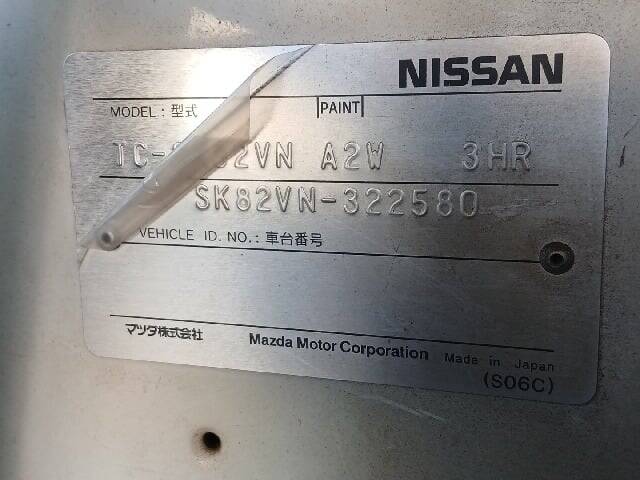 NISSAN
MODEL : 型式 PAINT
A2W 3HR
SK82VN-322580
VEHICLE ID. NO. : 車台番号
マツダ株式会社 Mazda Motor Corporation Made in Japan
(S06C)